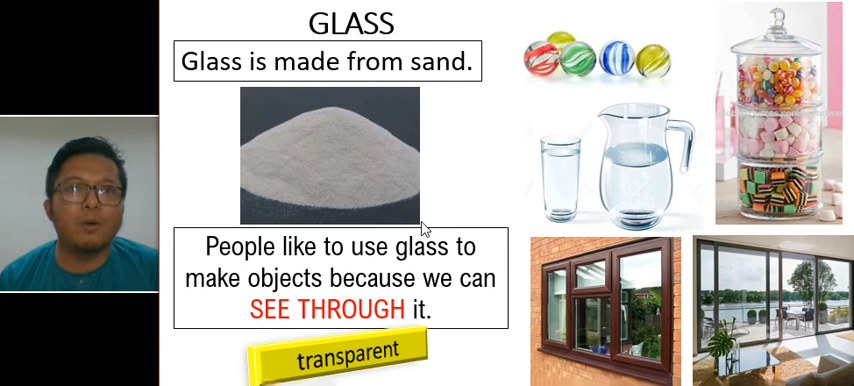 GLASS
Glass is made from sand.
People like to use glass to
make objects because we can
SEE THROUGH it.
transparent